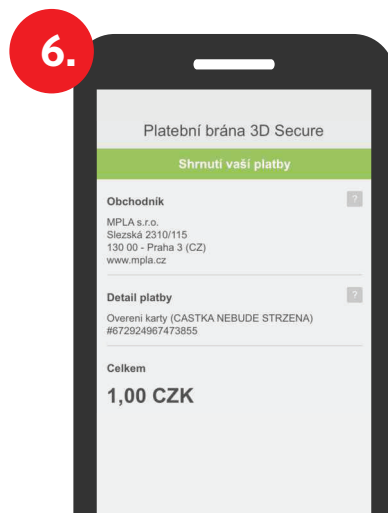 6.
Platební brána 3D Secure
Shrnutí vaší platby
Obchodník
?
MPLA s.r.o.
Slezská 2310/115
130 00 - Praha 3 (CZ)
www.mpla.cz
Detail platby
?
Overeni karty (CASTKA NEBUDE STRZENA)
#672924967473855
Celkem
1,00 CZK